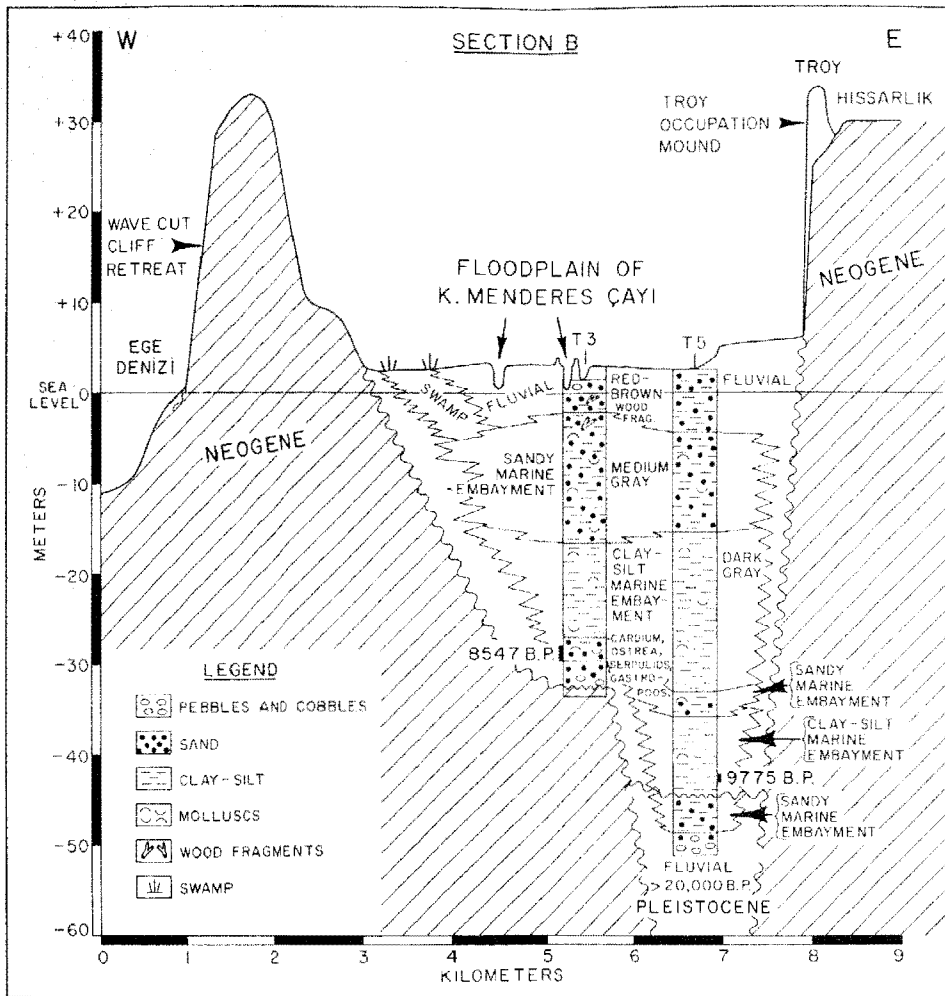 +40
W
SECTION B
E
TROY
HISSARLIK
TROY
OCCUPATION
MOUND
+30
+20
WAVE CUT
CLIFF
RETREAT
FLOODPLAIN OF
K. MENDERES ÇAYI
NEOGENE
+10
EGE
DENİZİ
T3
T5
SEA
LEVEL
0
SWAMP
FLUVIAL
RED-
BROWN
WOOD
FRAG.
FLUVIAL
NEOGENE
SANDY
MARINE
EMBAYMENT
MEDIUM
GRAY
-10
METERS
CLAY-
SILT
MARINE
EMBAY-
MENT
DARK
GRAY
-20
CARDIUM,
OSTREA,
SERPULIDS,
GASTRO-
PODS.
8547 B.P.
-30
SANDY
MARINE
EMBAYMENT
CLAY-SILT
MARINE
EMBAYMENT
-40
9775 B.P.
SANDY
MARINE
EMBAYMENT
-50
FLUVIAL
>20,000 B.P.
PLEISTOCENE
-60
LEGEND
PEBBLES AND COBBLES
SAND
CLAY-SILT
MOLLUSCS
WOOD FRAGMENTS
SWAMP
0 1 2 3 4 5 6 7 8 9
KILOMETERS